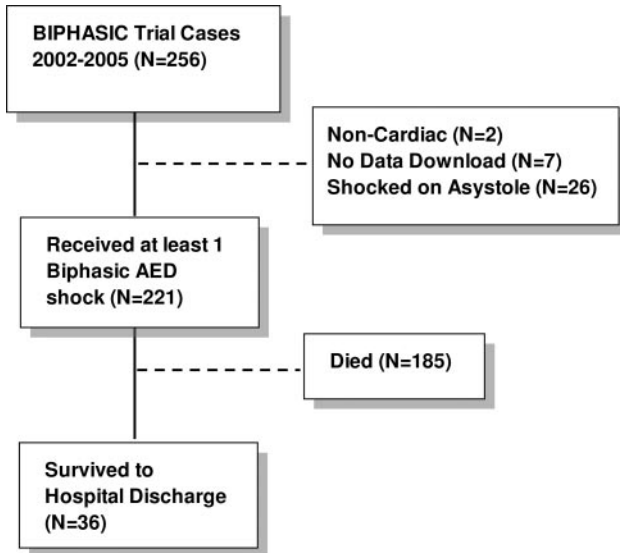 BIPHASIC Trial Cases
2002-2005 (N=256)
Non-Cardiac (N=2)
No Data Download (N=7)
Shocked on Asystole (N=26)
Received at least 1
Biphasic AED
shock (N=221)
Died (N=185)
Survived to
Hospital Discharge
(N=36)